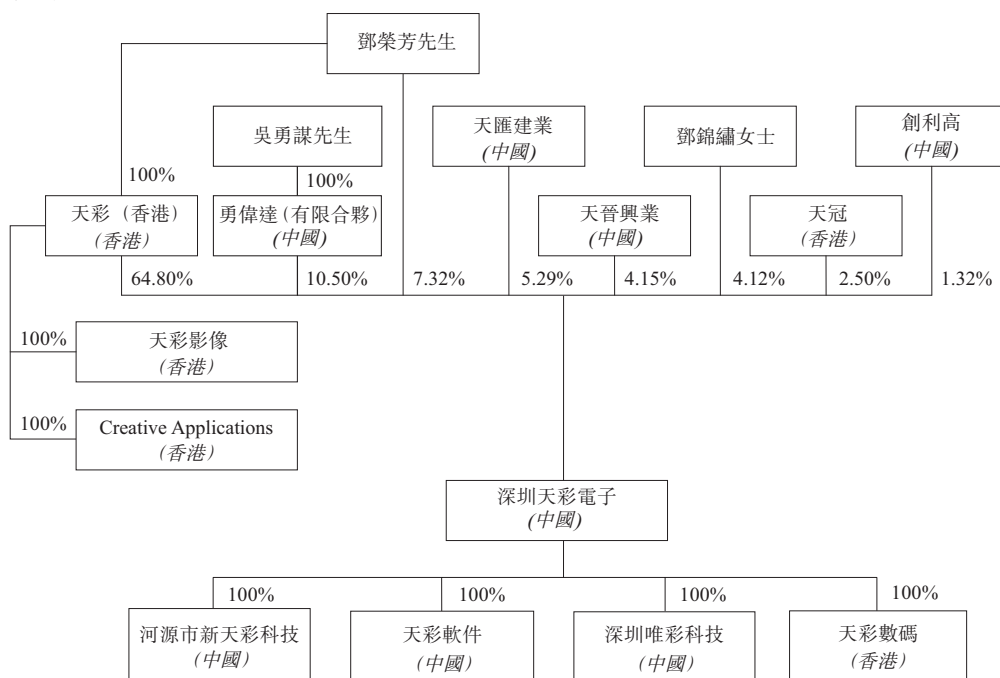 鄧榮芳先生
吳勇謀先生
天匯建業
(中國)
鄧錦繡女士
創利高
(中國)
100%
100%
天彩（香港）
(香港)
勇偉達（有限合夥）
(中國)
天晉興業
(中國)
天冠
(香港)
64.80%
10.50%
7.32%
5.29%
4.15%
4.12%
2.50%
1.32%
100%
天彩影像
(香港)
100%
Creative Applications
(香港)
深圳天彩電子
(中國)
100%
100%
100%
100%
河源市新天彩科技
(中國)
天彩軟件
(中國)
深圳唯彩科技
(中國)
天彩數碼
(香港)